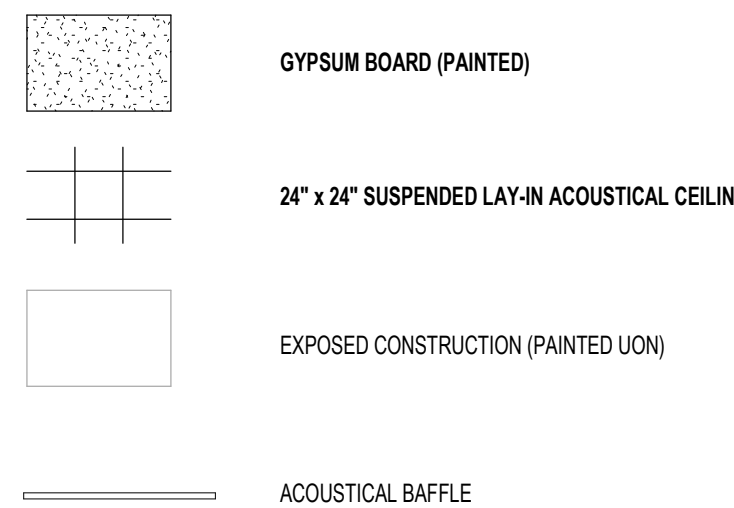 GYPSUM BOARD (PAINTED)
24" x 24" SUSPENDED LAY-IN ACOUSTICAL CEILIN
EXPOSED CONSTRUCTION (PAINTED UON)
ACOUSTICAL BAFFLE